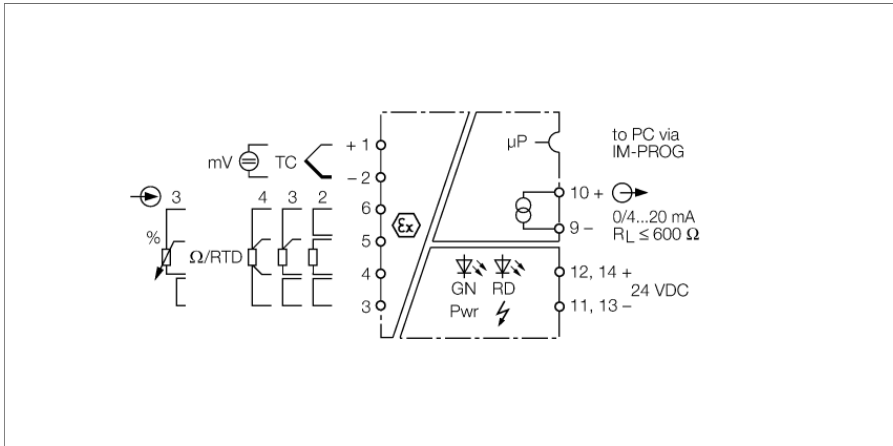 mV
TC
+ 1
– 2
6
5
4
3
3
4
3
2
%
Ω/RTD
Ex
µP
to PC via
IM-PROG
10 +
9 –
0/4...20 mA
RL ≤ 600 Ω
GN RD
Pwr
12, 14 +
24 VDC
11, 13 –